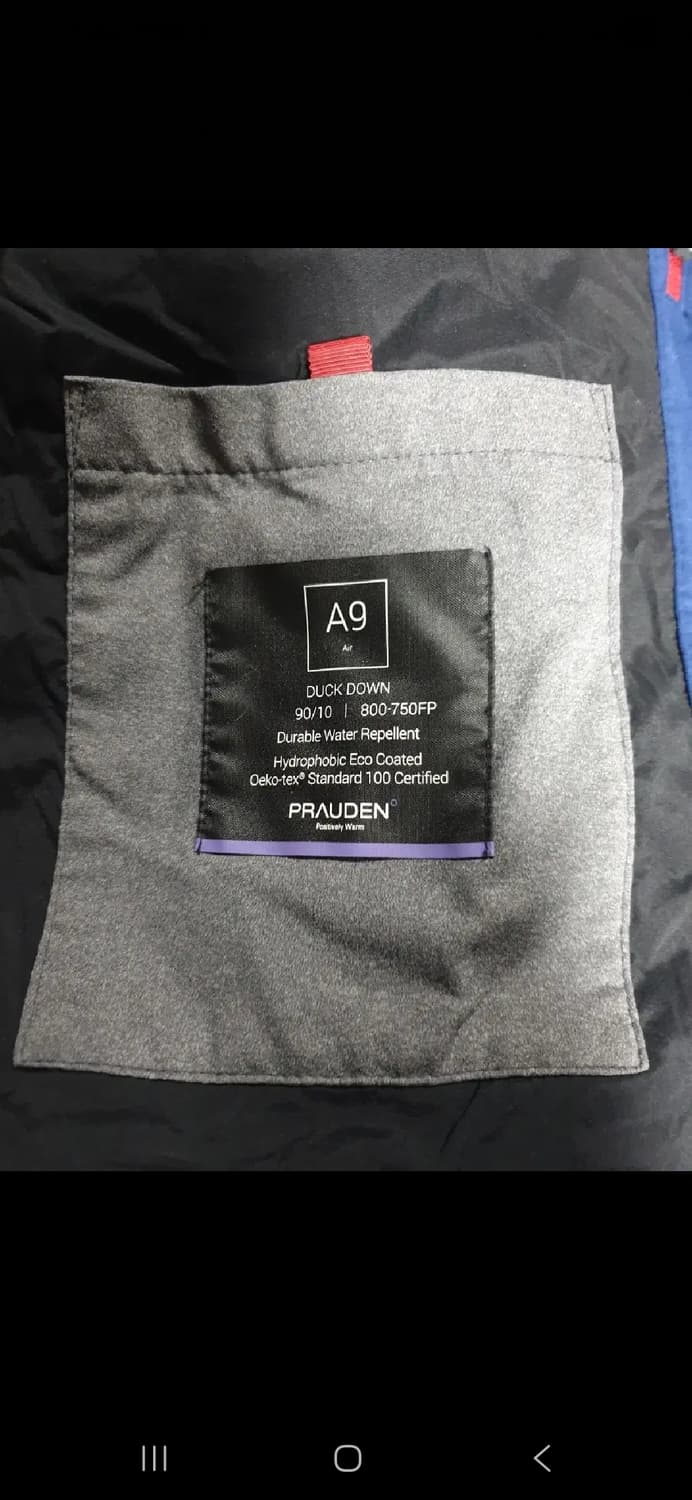 A9
Air
DUCK DOWN
90/10 | 800-750FP
Durable Water Repellent
Hydrophobic Eco Coated
Oeko-tex® Standard 100 Certified
PRAUDEN°
Positively Warm